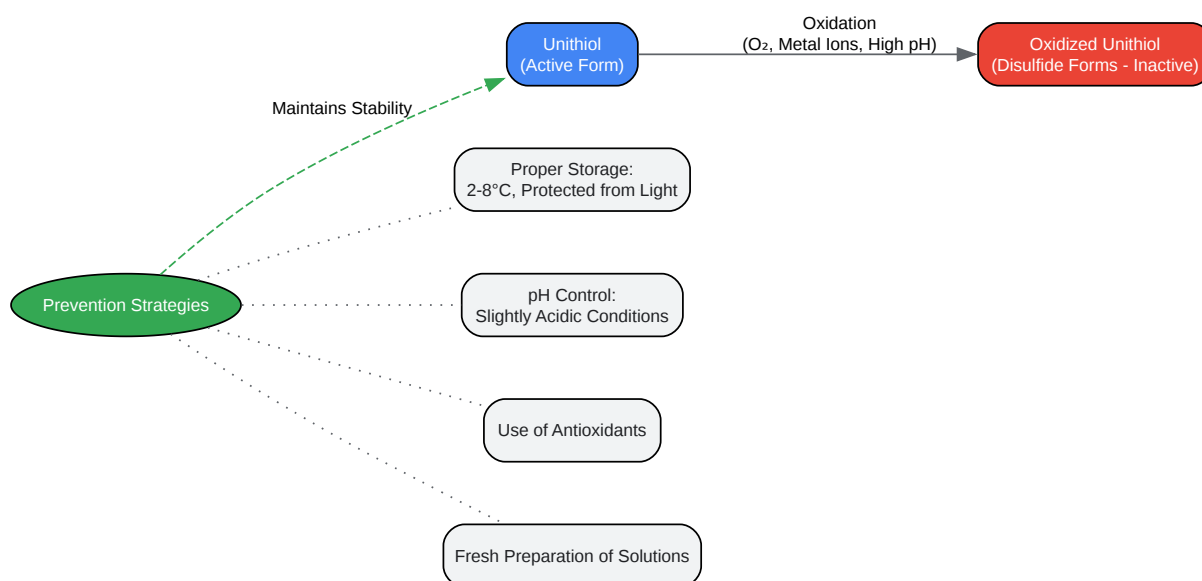 Oxidation
(O₂, Metal Ions, High pH)
Unithiol
(Active Form)
Oxidized Unithiol
(Disulfide Forms - Inactive)
Maintains Stability
Proper Storage:
2-8°C, Protected from Light
Prevention Strategies
pH Control:
Slightly Acidic Conditions
Use of Antioxidants
Fresh Preparation of Solutions